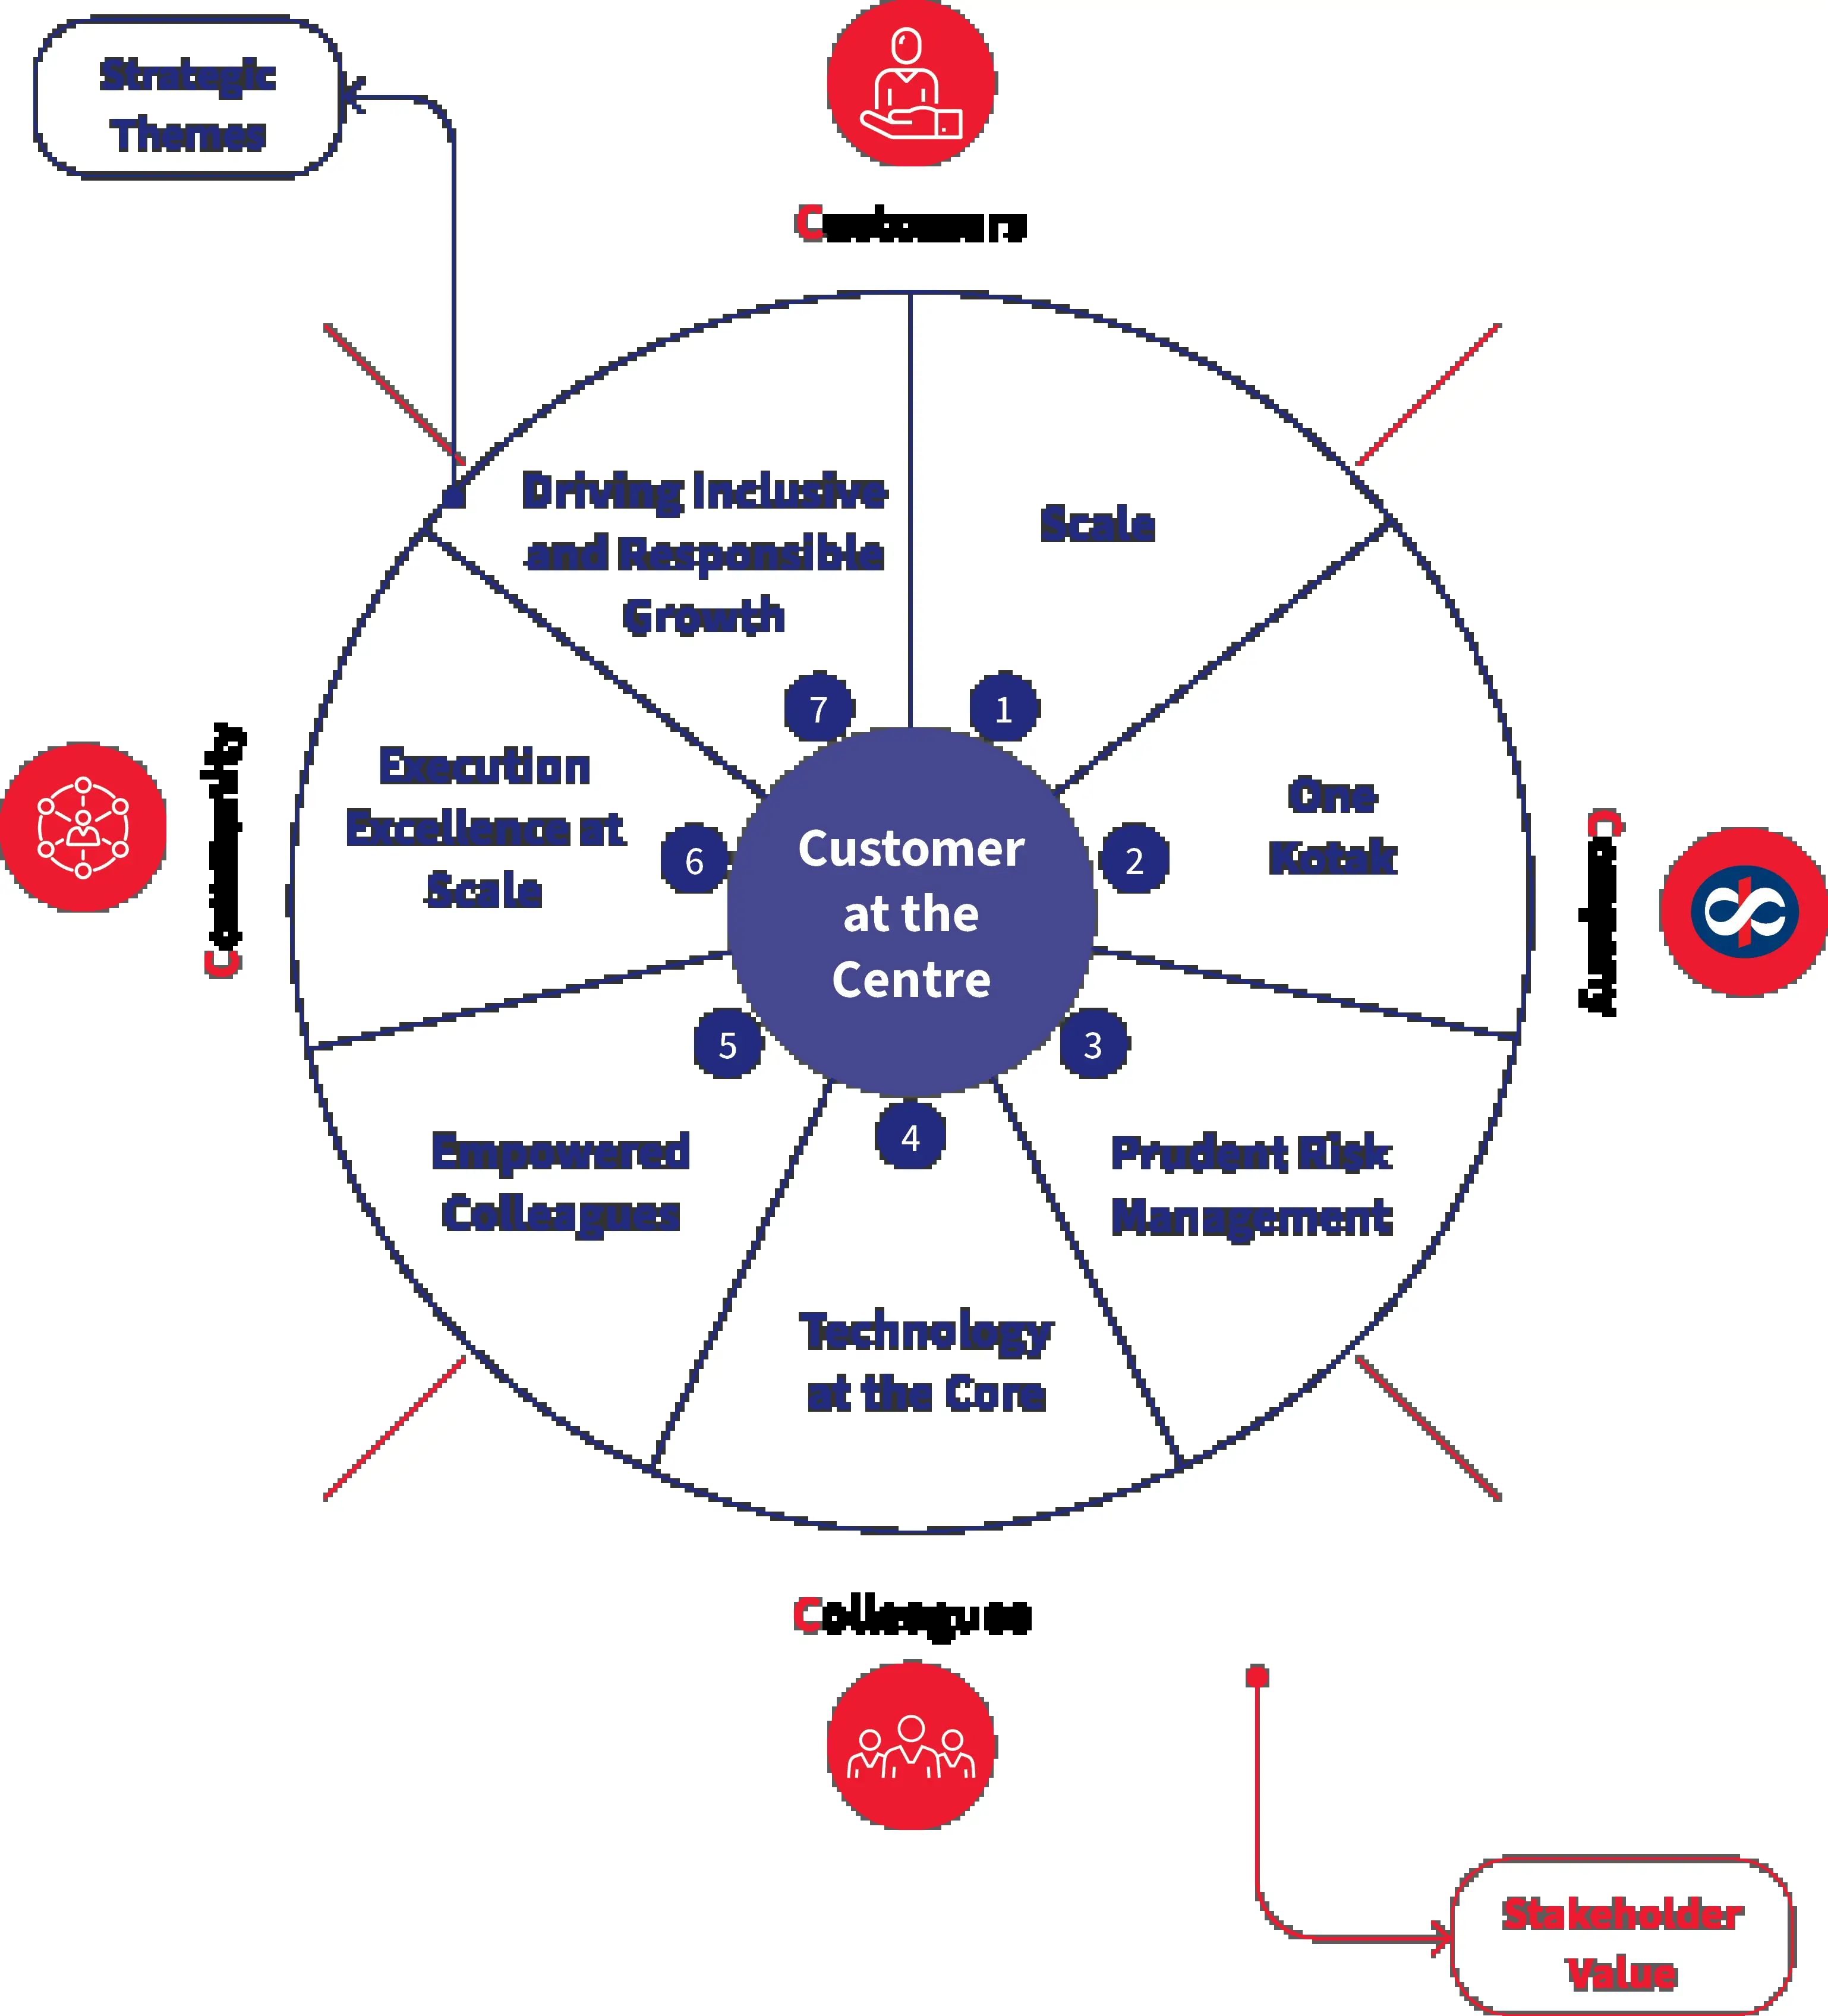 Strategic
Themes
Customers
Driving Inclusive
and Responsible
Growth
7
Scale
1
One
Kotak
2
Prudent Risk
Management
3
Technology
at the Core
4
Empowered
Colleagues
5
Execution
Excellence at
Scale
6
Customer
at the
Centre
Community
Colleagues
Stakeholder
Value